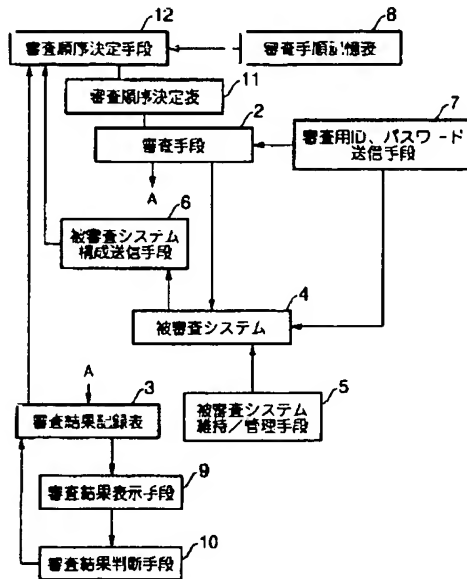 12
審査順序決定手段
8
審査手順記憶表
11
審査順序決定表
2
審査手段
7
審査用ID、パスワード
送信手段
A
6
被審査システム
構成送信手段
4
被審査システム
A
3
審査結果記録表
5
被審査システム
維持/管理手段
審査結果表示手段
9
審査結果判断手段
10